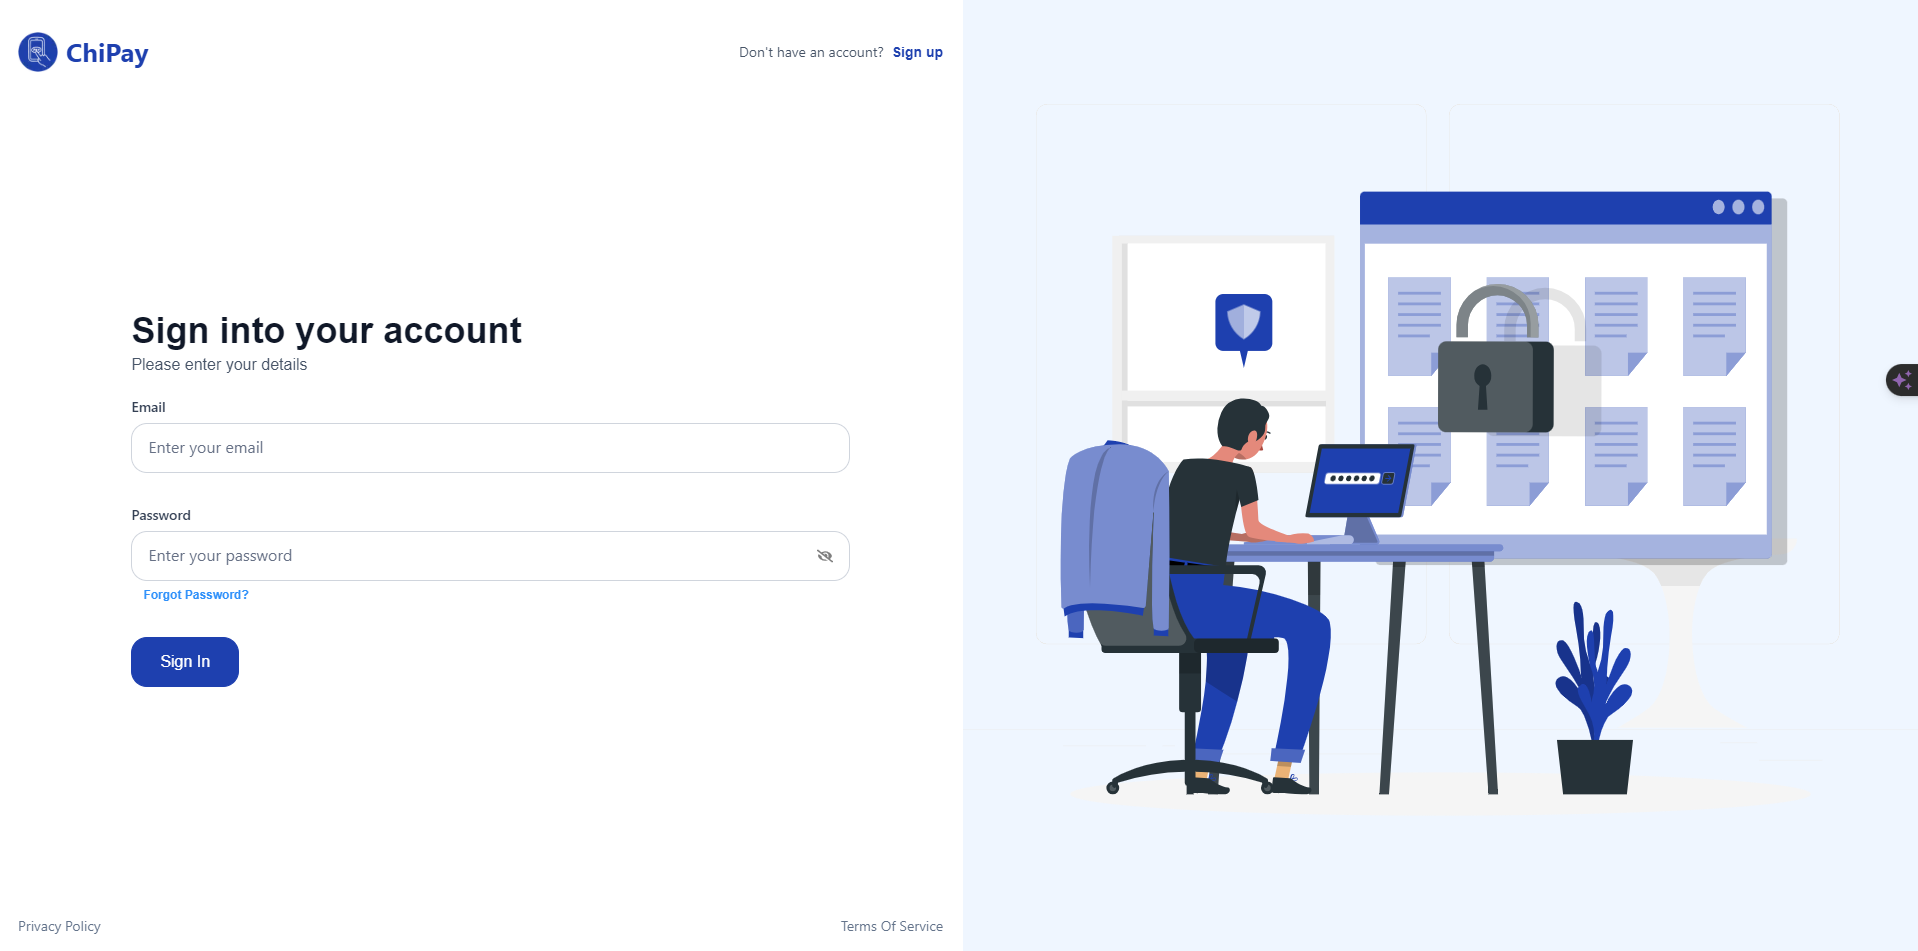 ChiPay
Don't have an account? Sign up
Sign into your account
Please enter your details
Email
Enter your email
Password
Enter your password
Forgot Password?
Sign In
Privacy Policy
Terms Of Service